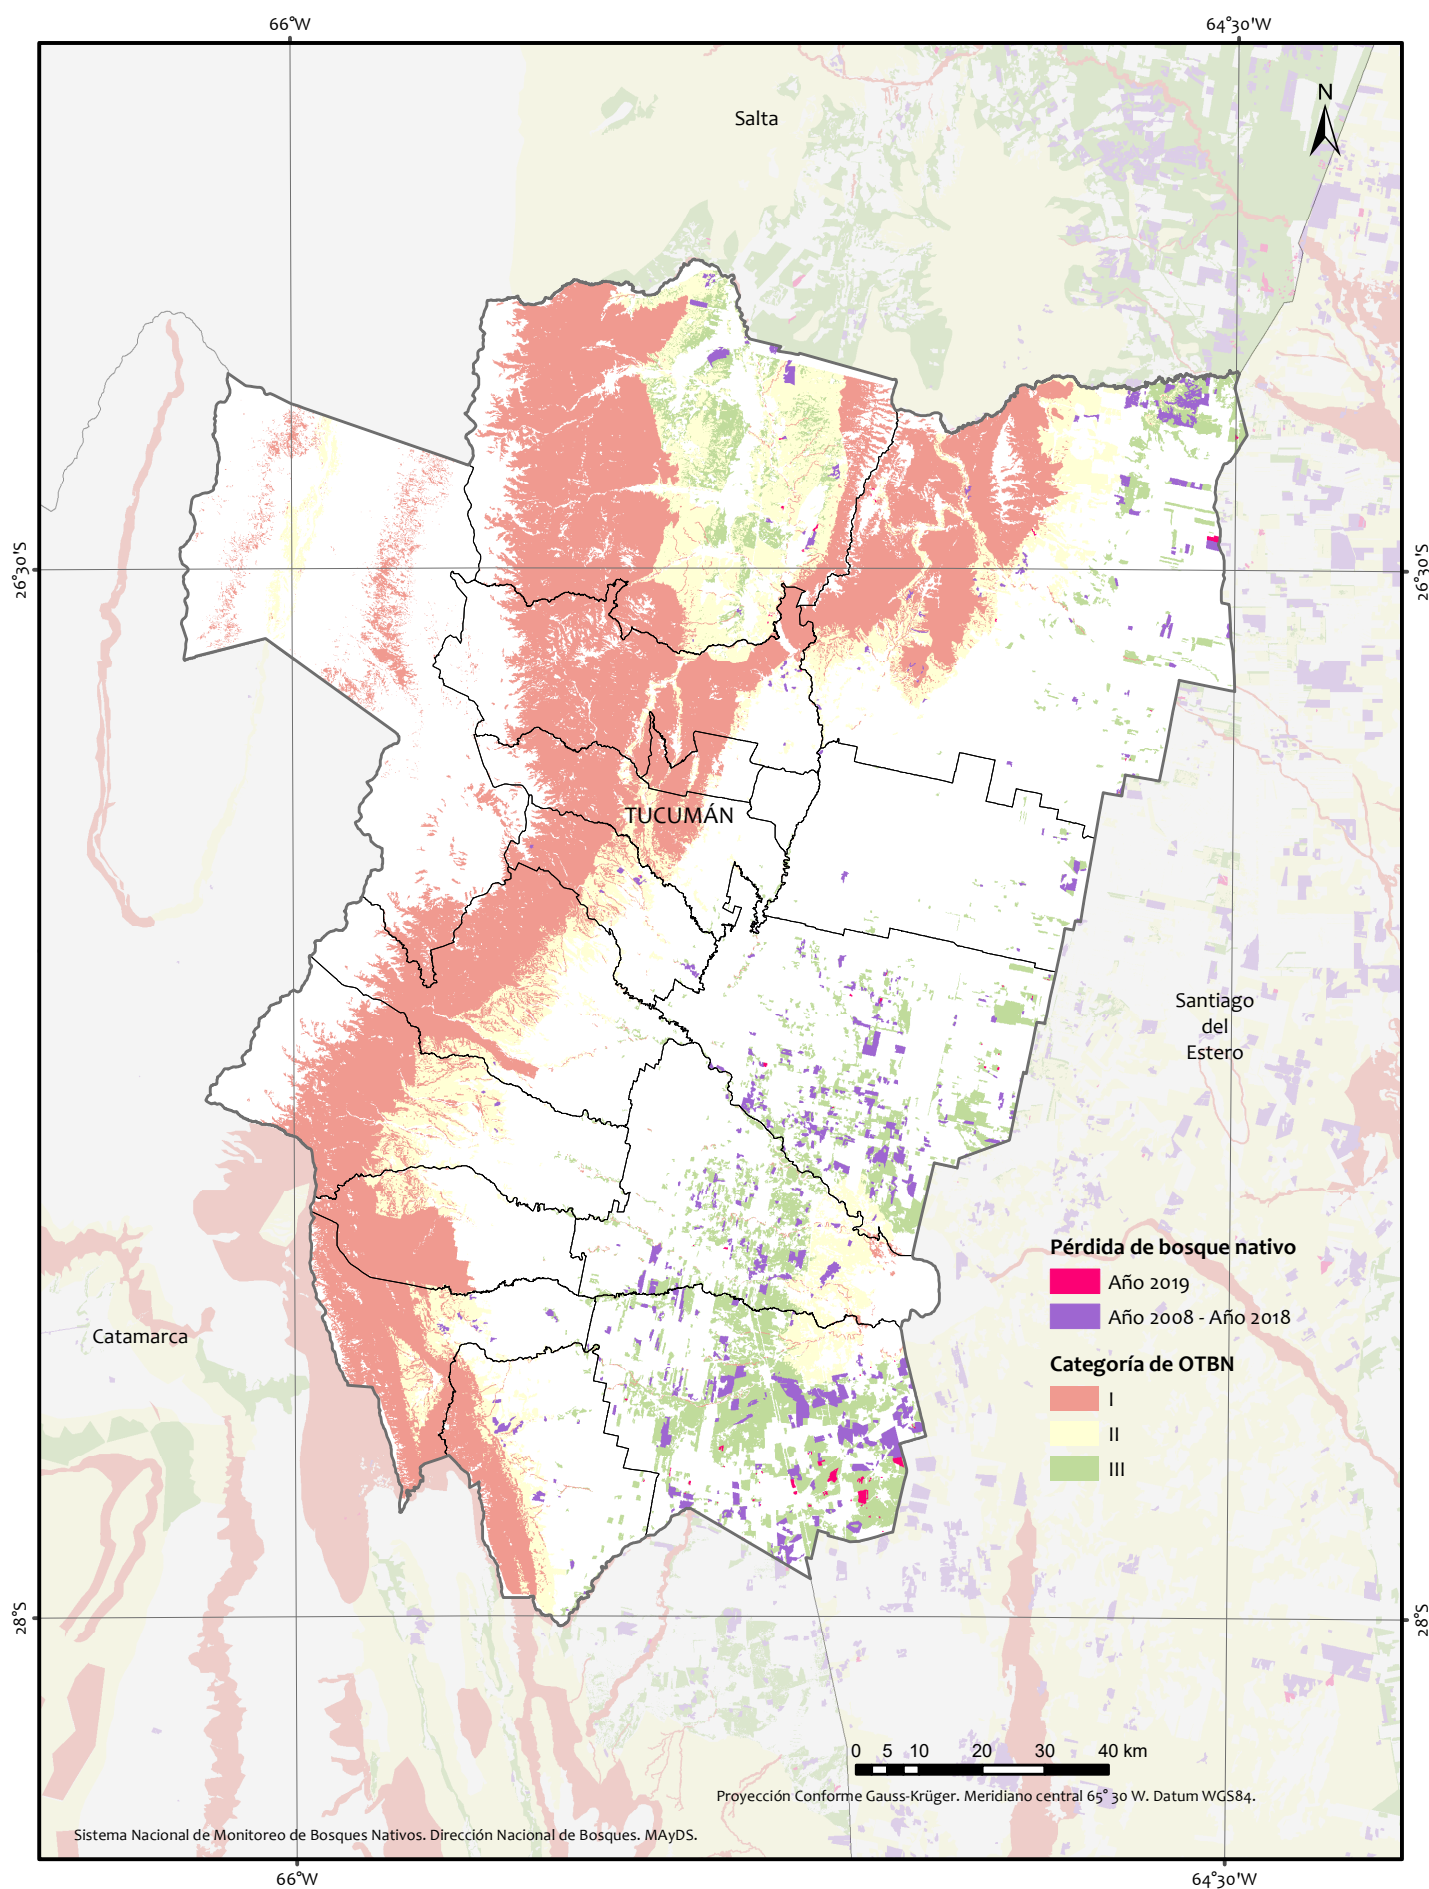 66°W
64°30'W
Salta
N
26°30'S
26°30'S
TUCUMÁN
Santiago
del
Estero
Pérdida de bosque nativo
Año 2019
Año 2008 - Año 2018
Catamarca
Categoría de OTBN
I
II
III
28°S
28°S
0 5 10 20 30 40 km
Proyección Conforme Gauss-Krüger. Meridiano central 65° 30 W. Datum WGS84.
Sistema Nacional de Monitoreo de Bosques Nativos. Dirección Nacional de Bosques. MAyDS.
66°W
64°30'W